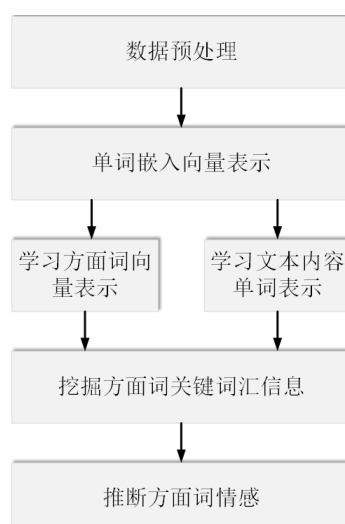 数据预处理
单词嵌入向量表示
学习方面词向
量表示
学习文本内容
单词表示
挖掘方面词关键词汇信息
推断方面词情感